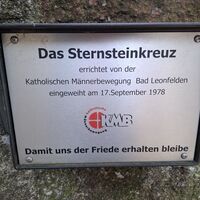 Das Sternsteinkreuz
errichtet von der
Katholischen Männerbewegung Bad Leonfelden
eingeweiht am 17.September 1978
KMB
Damit uns der Friede erhalten bleibe